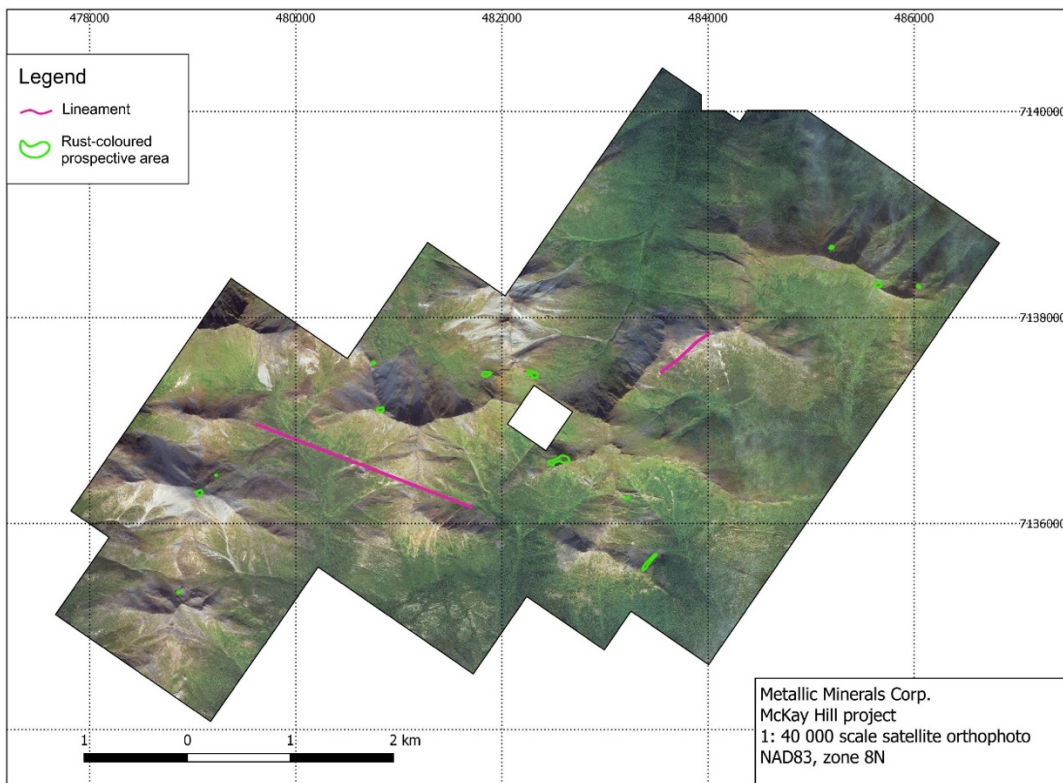 478000 480000 482000 484000 486000
Legend
Lineament
Rust-coloured
prospective area
7140000
7138000
7136000
1 0 1 2 km
Metallic Minerals Corp.
McKay Hill project
1: 40 000 scale satellite orthophoto
NAD83, zone 8N